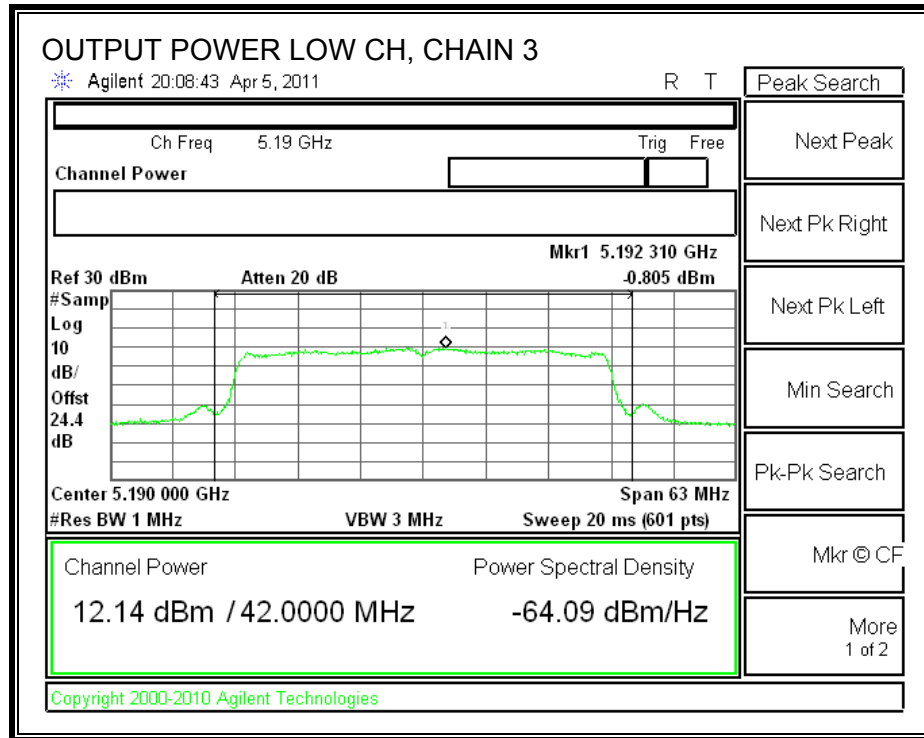 OUTPUT POWER LOW CH, CHAIN 3
Agilent 20:08:43 Apr 5, 2011 R T
Peak Search
Ch Freq 5.19 GHz Trig Free
Channel Power
Mkr1 5.192 310 GHz
Ref 30 dBm Atten 20 dB -0.805 dBm
#Samp
Log
10
dB/
Offst
24.4
dB
1
Center 5.190 000 GHz Span 63 MHz
#Res BW 1 MHz VBW 3 MHz Sweep 20 ms (601 pts)
Channel Power Power Spectral Density
12.14 dBm / 42.0000 MHz -64.09 dBm/Hz
Copyright 2000-2010 Agilent Technologies
Next Peak
Next Pk Right
Next Pk Left
Min Search
Pk-Pk Search
Mkr © CF
More
1 of 2